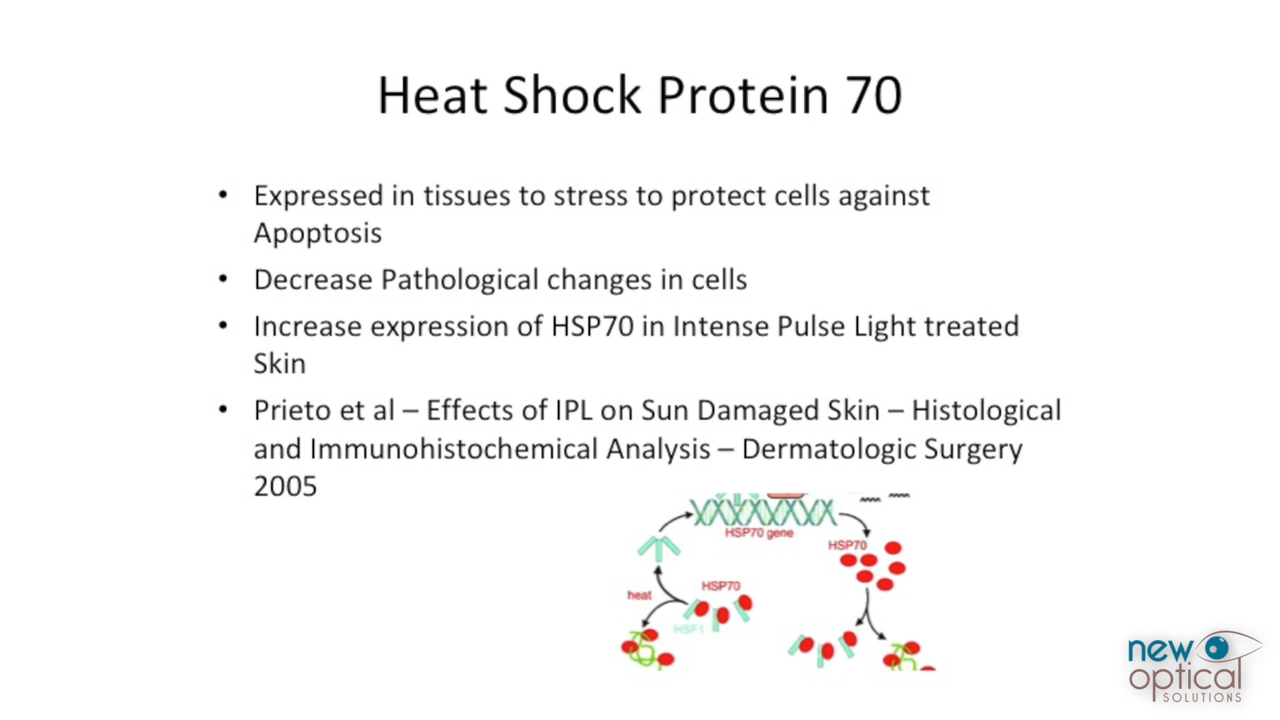 Heat Shock Protein 70
• Expressed in tissues to stress to protect cells against
Apoptosis
• Decrease Pathological changes in cells
• Increase expression of HSP70 in Intense Pulse Light treated
Skin
• Prieto et al – Effects of IPL on Sun Damaged Skin – Histological
and Immunohistochemical Analysis – Dermatologic Surgery
2005
HSP70 gene
HSP70
HSP70
heat
HSF1
new
optical
SOLUTIONS